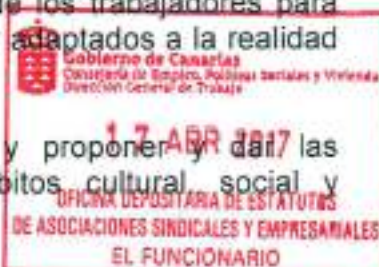 de los trabajadores para
adaptados a la realidad
Gobierno de Canarias
Consejería de Empleo, Políticas Sociales y Vivienda
Dirección General de Trabajo
17 ABR 2017
y proponer y dar las
bitos cultural, social y
OFICINA DEPOSITARIA DE ESTATUTOS
DE ASOCIACIONES SINDICALES Y EMPRESARIALES
EL FUNCIONARIO